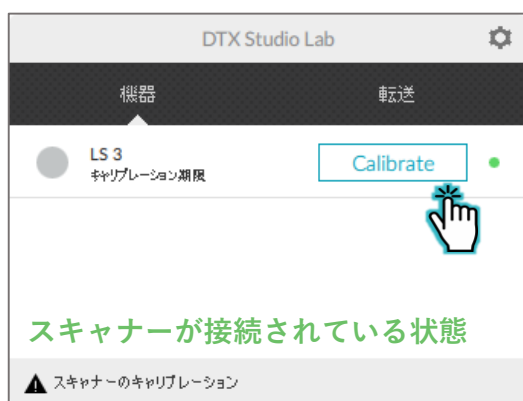 DTX Studio Lab
機器
転送
LS 3
キャリブレーション期限
Calibrate
スキャナーが接続されている状態
スキャナーのキャリブレーション